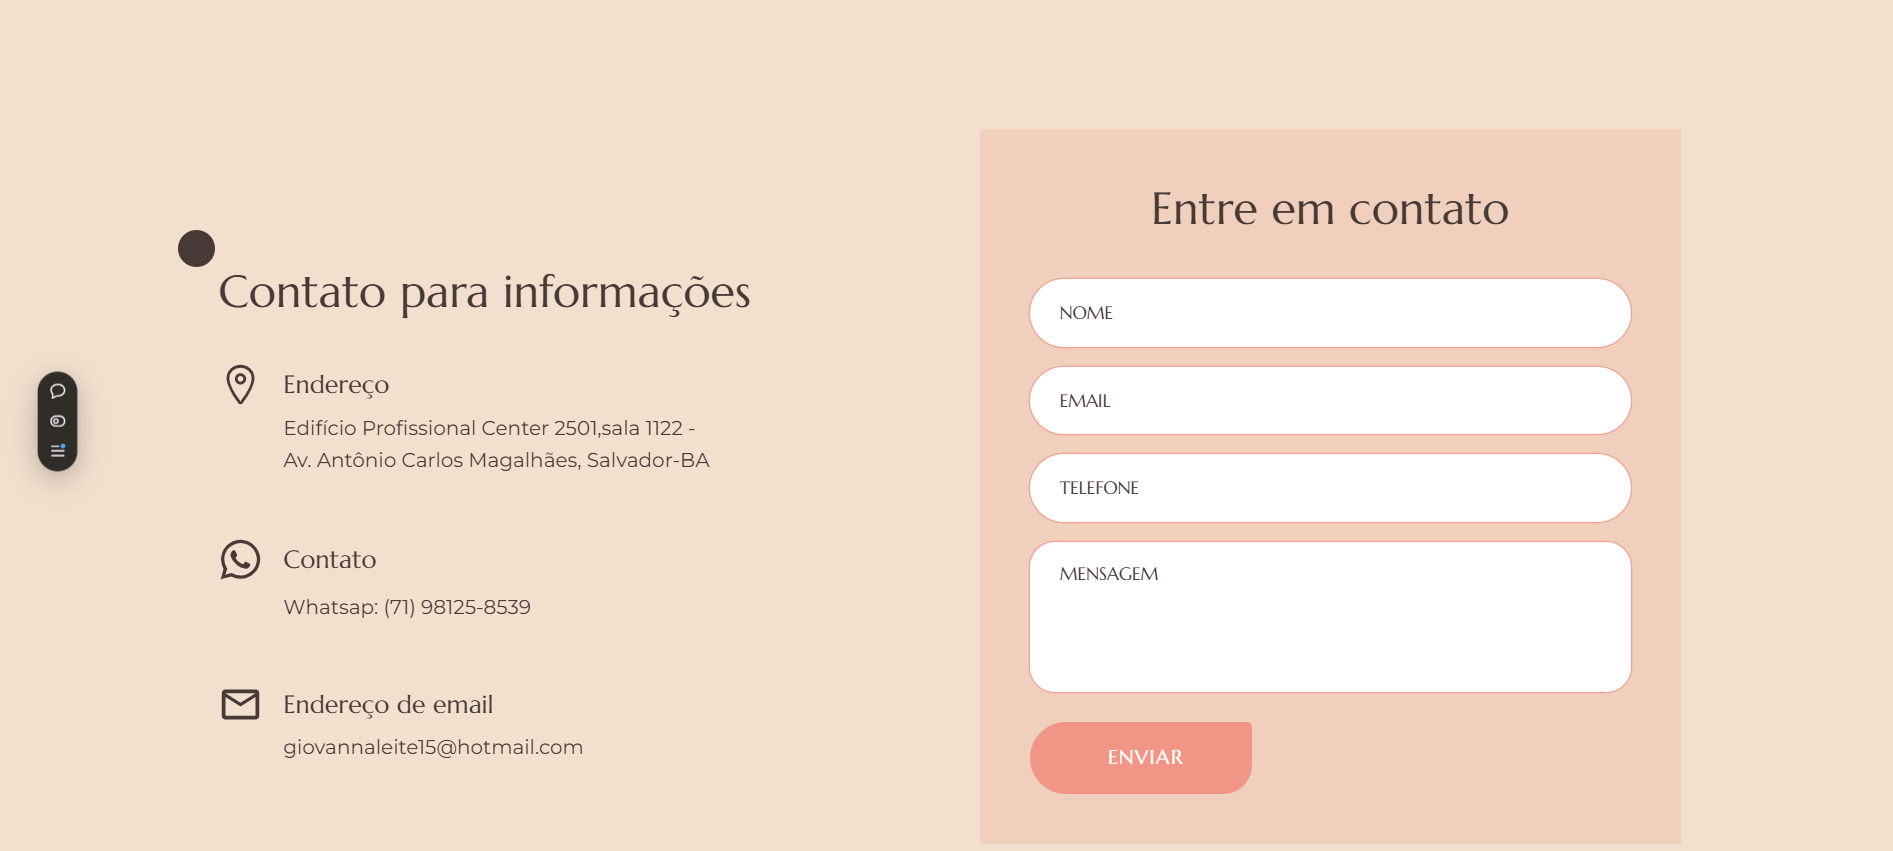 Contato para informações
Endereço
Edifício Profissional Center 2501,sala 1122 -
Av. Antônio Carlos Magalhães, Salvador-BA
Contato
Whatsap: (71) 98125-8539
Endereço de email
giovannaleite15@hotmail.com
Entre em contato
NOME
EMAIL
TELEFONE
MENSAGEM
ENVIAR